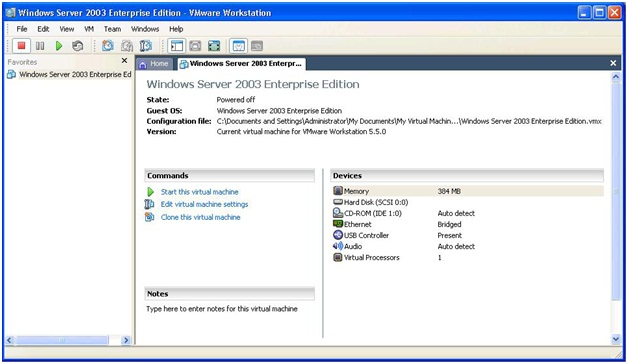 Windows Server 2003 Enterprise Edition - VMware Workstation
File Edit View VM Team Windows Help
Favorites
Windows Server 2003 Enterprise Ed
Home
Windows Server 2003 Enterpr...
Windows Server 2003 Enterprise Edition
State: Powered off
Guest OS: Windows Server 2003 Enterprise Edition
Configuration file: C:\Documents and Settings\Administrator\My Documents\My Virtual Machin...\Windows Server 2003 Enterprise Edition.vmx
Version: Current virtual machine for VMware Workstation 5.5.0
Commands
Start this virtual machine
Edit virtual machine settings
Clone this virtual machine
Devices
Memory 384 MB
Hard Disk (SCSI 0:0)
CD-ROM (IDE 1:0) Auto detect
Ethernet Bridged
USB Controller Present
Audio Auto detect
Virtual Processors 1
Notes
Type here to enter notes for this virtual machine